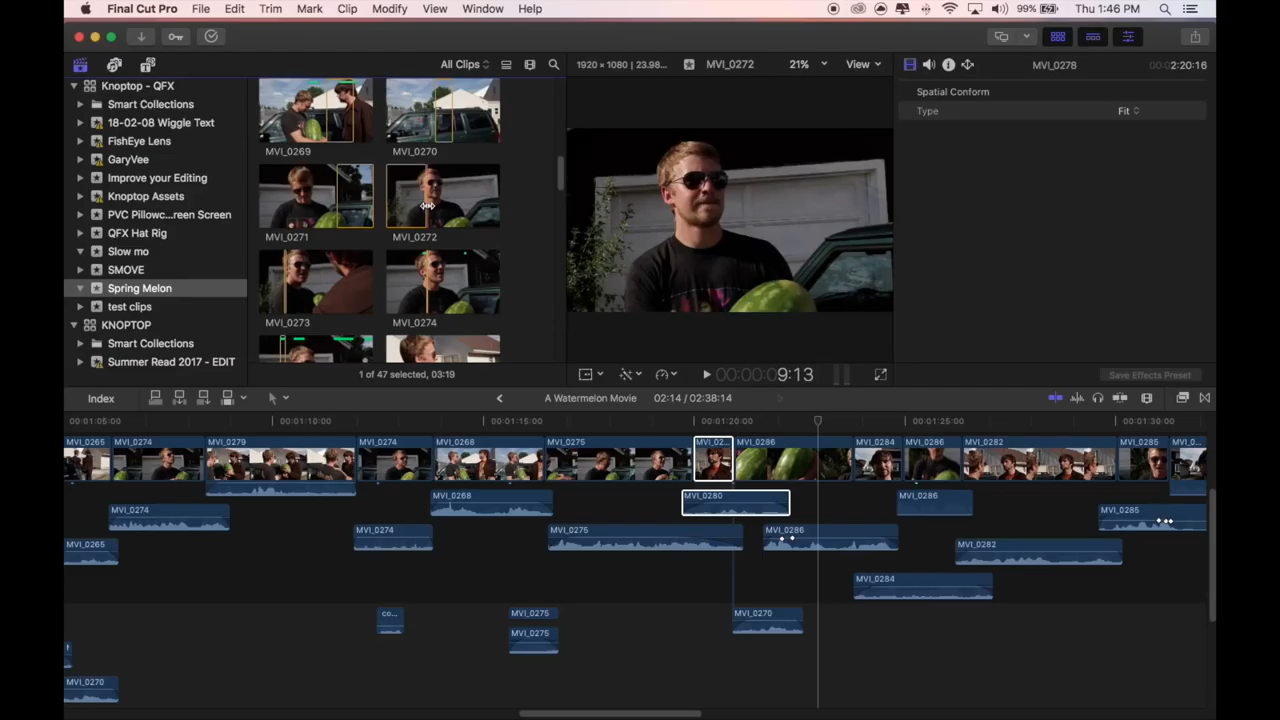 Final Cut Pro File Edit Trim Mark Clip Modify View Window Help 99% Thu 1:46 PM
All Clips 1920 × 1080 | 23.98... MVI_0272 21% View MVI_0278 00:00:02:20:16
Knoptop - QFX
Smart Collections
18-02-08 Wiggle Text
FishEye Lens
GaryVee
Improve your Editing
Knoptop Assets
PVC Pillowc...reen Screen
QFX Hat Rig
Slow mo
SMOVE
Spring Melon
test clips
KNOPTOP
Smart Collections
Summer Read 2017 - EDIT
MVI_0269 MVI_0270
MVI_0271 MVI_0272
MVI_0273 MVI_0274
1 of 47 selected, 03:19
00:00:09:13
Spatial Conform
Type Fit
Save Effects Preset
Index A Watermelon Movie 02:14 / 02:38:14
00:01:05:00 00:01:10:00 00:01:15:00 00:01:20:00 00:01:25:00 00:01:30:00
MVI_0265 MVI_0274 MVI_0279 MVI_0274 MVI_0268 MVI_0275 MVI_02... MVI_0286 MVI_0284 MVI_0286 MVI_0282 MVI_0285 MVI_0...
MVI_0268 MVI_0280 MVI_0286
MVI_0274 MVI_0285
MVI_0265 MVI_0274 MVI_0275 MVI_0286 MVI_0282
MVI_0284
co... MVI_0275 MVI_0270
MVI_0275
MVI_0270